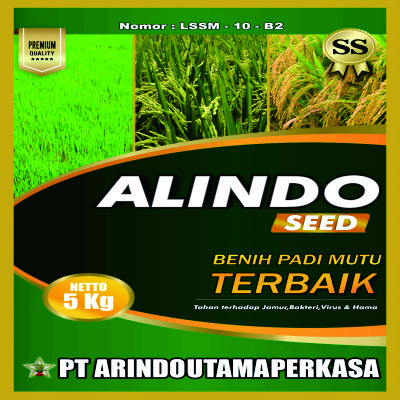 Nomor : LSSM - 10 - B2
PREMIUM
QUALITY
SS
ALINDO
SEED
BENIH PADI MUTU
TERBAIK
Tahan terhadap Jamur,Bakteri,Virus & Hama
NETTO
5 Kg
PT ARINDOUTAMAPERKASA